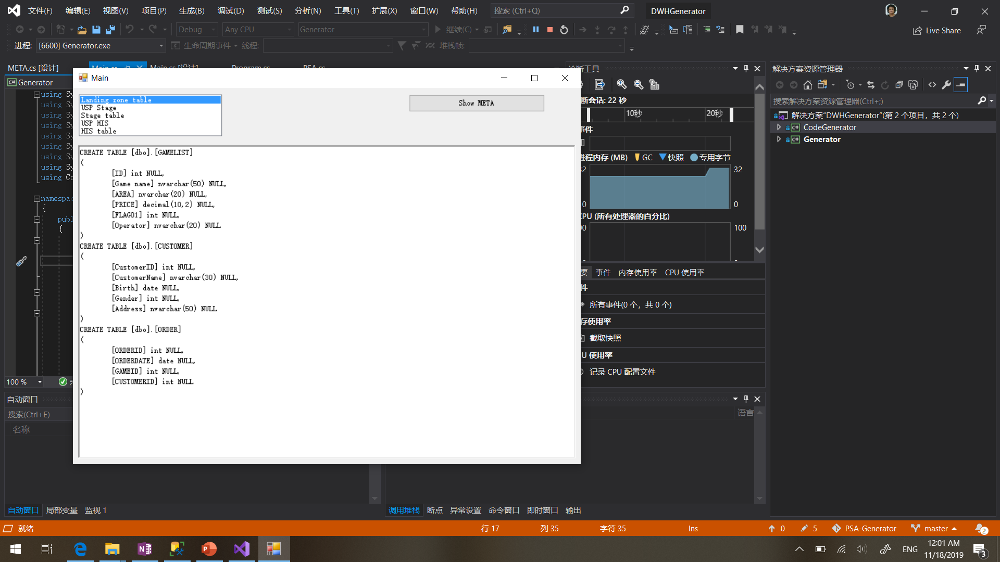 文件(F) 编辑(E) 视图(V) 项目(P) 生成(B) 调试(D) 测试(S) 分析(N) 工具(T) 扩展(X) 窗口(W) 帮助(H) 搜索 (Ctrl+Q) DWHGenerator
Debug Any CPU Generator 继续(C) Live Share
进程: [6600] Generator.exe 生命周期事件 线程: 堆栈帧:
META.cs [设计] Main.cs Main.cs [设计] Program.cs PSA.cs
Generator
using Sy
using Sy
using Sy
using Sy
using Sy
using Sy
using Sy
using Sy
using Co
namespac
{
publ
{
100 %
Main
Landing zone table
USP Stage
Stage table
USP HIS
HIS table
Show META
CREATE TABLE [dbo].[GAMELIST]
(
[ID] int NULL,
[Game name] nvarchar(50) NULL,
[AREA] nvarchar(20) NULL,
[PRICE] decimal(10,2) NULL,
[FLAG01] int NULL,
[Operator] nvarchar(20) NULL
)
CREATE TABLE [dbo].[CUSTOMER]
(
[CustomerID] int NULL,
[CustomerName] nvarchar(30) NULL,
[Birth] date NULL,
[Gender] int NULL,
[Address] nvarchar(50) NULL
)
CREATE TABLE [dbo].[ORDER]
(
[ORDERID] int NULL,
[ORDERDATE] date NULL,
[GAMEID] int NULL,
[CUSTOMERID] int NULL
)
诊断工具
断会话: 22 秒
10秒 20秒
事件
进程内存 (MB) GC 快照 专用字节
32 32
0 0
CPU (所有处理器的百分比)
00 100
0 0
要 事件 内存使用率 CPU 使用率
件
所有事件(0 个，共 0 个)
存使用率
截取快照
PU 使用率
记录 CPU 配置文件
解决方案资源管理器
搜索解决方案资源管理器(Ctrl+;)
解决方案"DWHGenerator"(第 2 个项目，共 2 个)
CodeGenerator
Generator
自动窗口
搜索(Ctrl+E)
名称
语言
自动窗口 局部变量 监视 1
调用堆栈 断点 异常设置 命令窗口 即时窗口 输出
就绪 行 17 列 35 字符 35 Ins 0 5 PSA-Generator master 2
ENG 12:01 AM
11/18/2019 3